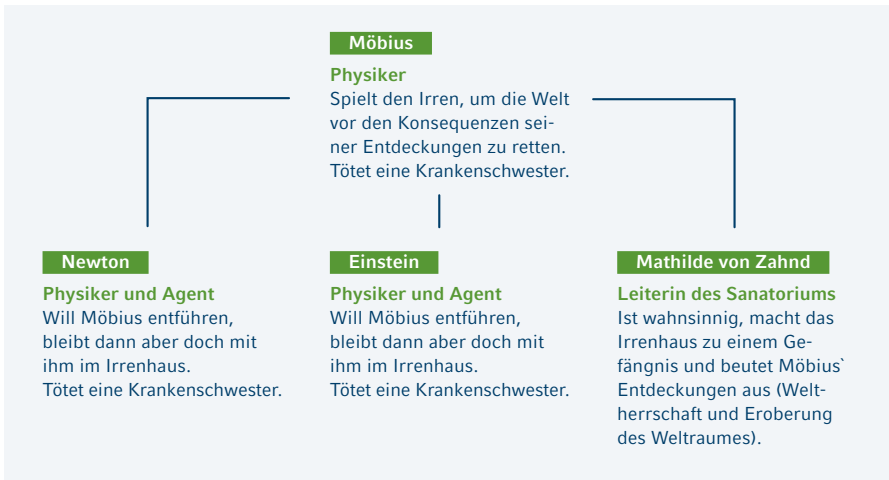 Möbius
Physiker
Spielt den Irren, um die Welt
vor den Konsequenzen sei-
ner Entdeckungen zu retten.
Tötet eine Krankenschwester.
Newton
Physiker und Agent
Will Möbius entführen,
bleibt dann aber doch mit
ihm im Irrenhaus.
Tötet eine Krankenschwester.
Einstein
Physiker und Agent
Will Möbius entführen,
bleibt dann aber doch mit
ihm im Irrenhaus.
Tötet eine Krankenschwester.
Mathilde von Zahnd
Leiterin des Sanatoriums
Ist wahnsinnig, macht das
Irrenhaus zu einem Ge-
fängnis und beutet Möbius`
Entdeckungen aus (Welt-
herrschaft und Eroberung
des Weltraumes).